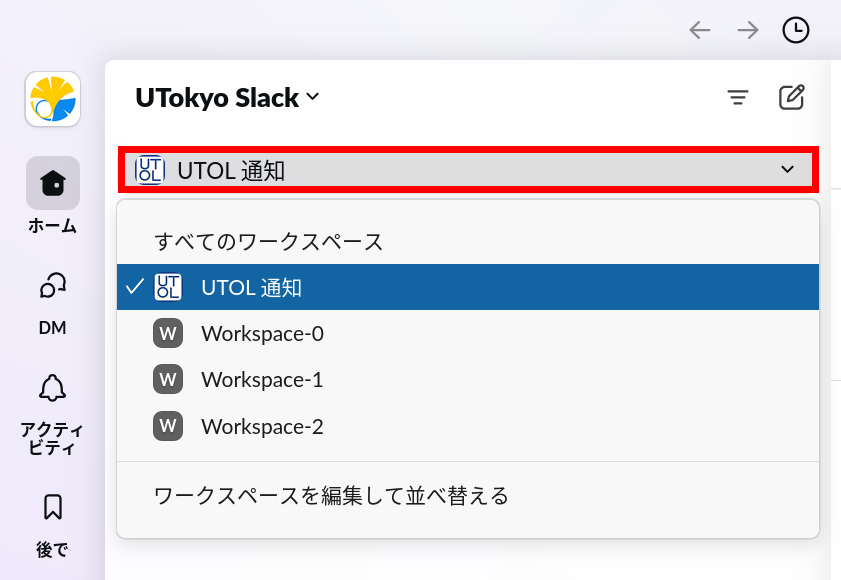 UTokyo Slack
UT
OL
UTOL 通知
ホーム
すべてのワークスペース
UT
OL
UTOL 通知
DM
W
Workspace-0
W
Workspace-1
アクティ
ビティ
W
Workspace-2
ワークスペースを編集して並べ替える
後で